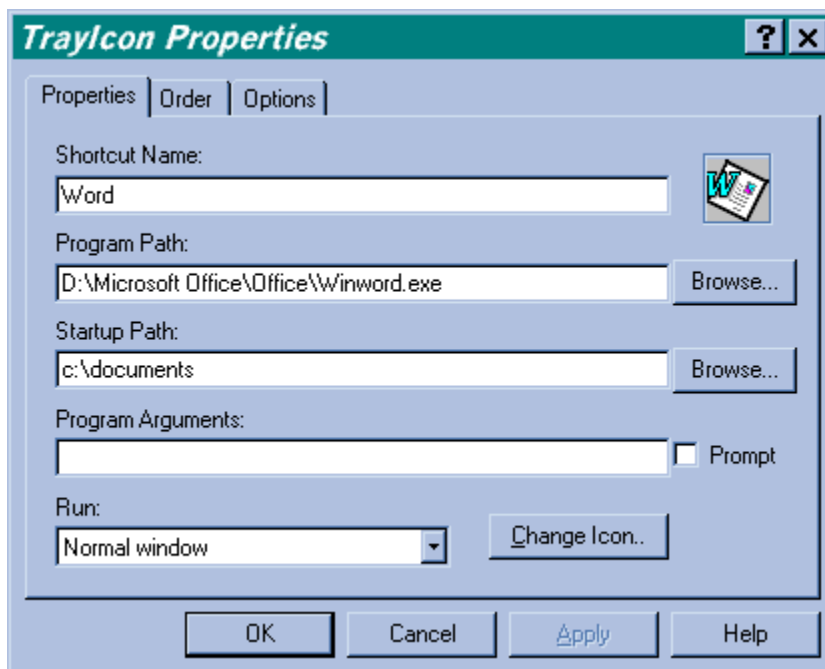 TrayIcon Properties
Properties Order Options
Shortcut Name:
Word
Program Path:
D:\Microsoft Office\Office\Winword.exe Browse...
Startup Path:
c:\documents Browse...
Program Arguments:
Prompt
Run:
Normal window Change Icon..
OK Cancel Apply Help